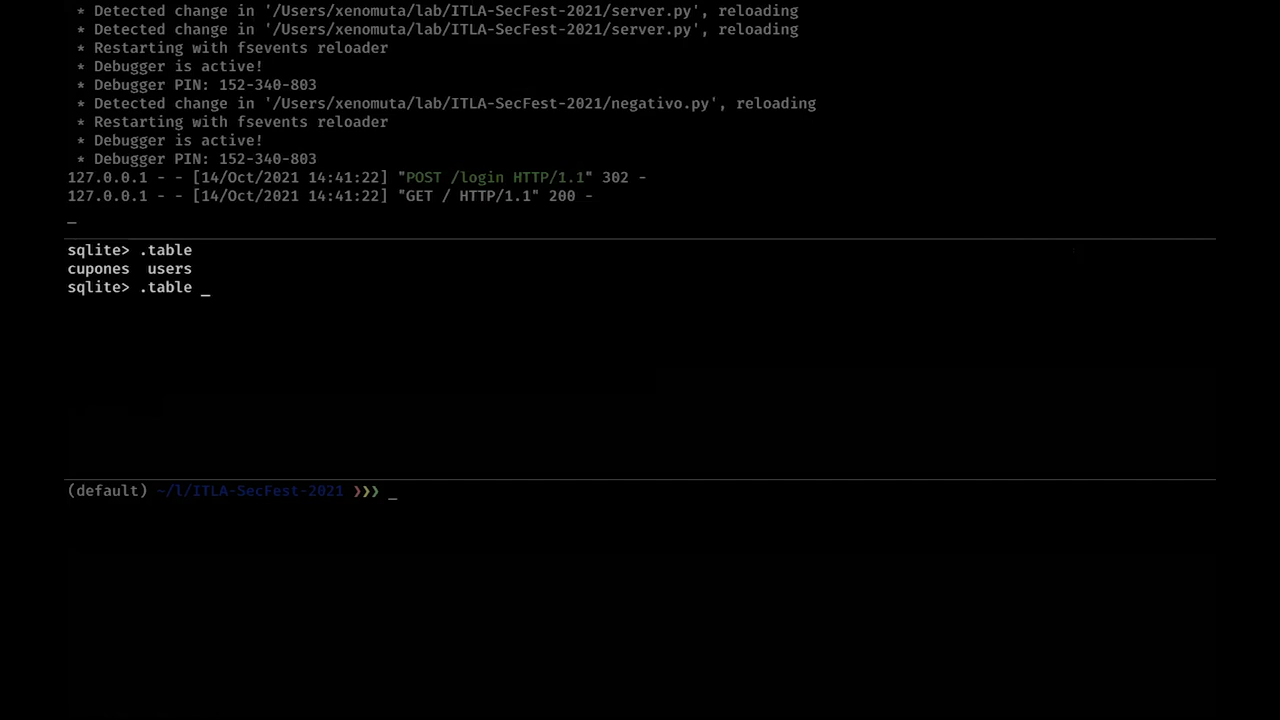 * Detected change in '/Users/xenomuta/lab/ITLA-SecFest-2021/server.py', reloading
* Detected change in '/Users/xenomuta/lab/ITLA-SecFest-2021/server.py', reloading
* Restarting with fsevents reloader
* Debugger is active!
* Debugger PIN: 152-340-803
* Detected change in '/Users/xenomuta/lab/ITLA-SecFest-2021/negativo.py', reloading
* Restarting with fsevents reloader
* Debugger is active!
* Debugger PIN: 152-340-803
127.0.0.1 - - [14/Oct/2021 14:41:22] "POST /login HTTP/1.1" 302 -
127.0.0.1 - - [14/Oct/2021 14:41:22] "GET / HTTP/1.1" 200 -
_
sqlite> .table
cupones  users
sqlite> .table _
(default) ~/l/ITLA-SecFest-2021 ❯❯❯ _